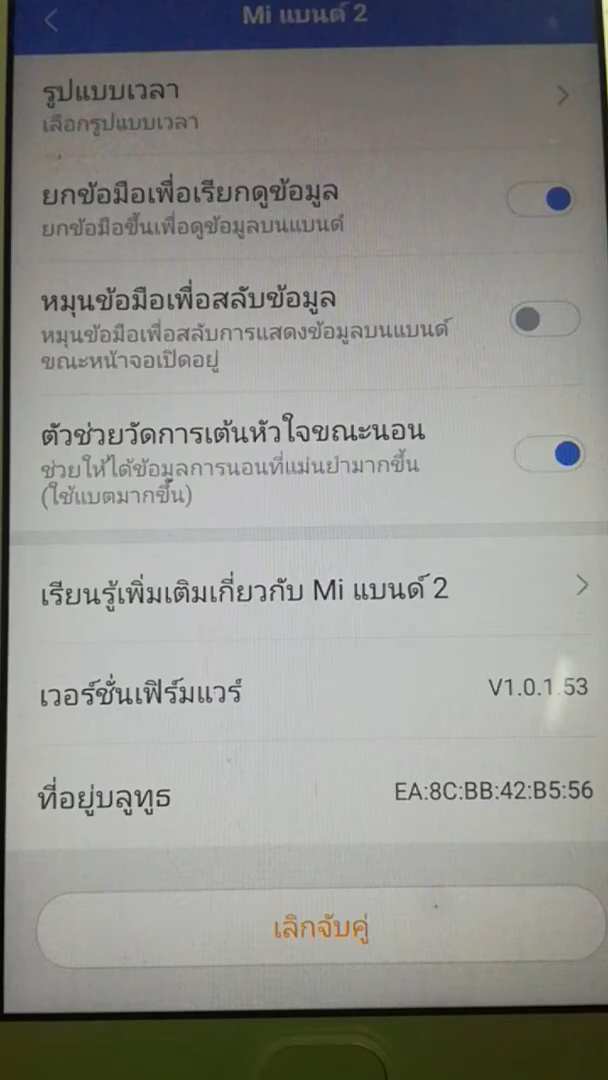 Mi แบนด์ 2
รูปแบบเวลา
เลือกรูปแบบเวลา
ยกข้อมือเพื่อเรียกดูข้อมูล
ยกข้อมือขึ้นเพื่อดูข้อมูลบนแบนด์
หมุนข้อมือเพื่อสลับข้อมูล
หมุนข้อมือเพื่อสลับการแสดงข้อมูลบนแบนด์
ขณะหน้าจอเปิดอยู่
ตัวช่วยวัดการเต้นหัวใจขณะนอน
ช่วยให้ได้ข้อมูลการนอนที่แม่นยำมากขึ้น
(ใช้แบตมากขึ้น)
เรียนรู้เพิ่มเติมเกี่ยวกับ Mi แบนด์ 2
เวอร์ชั่นเฟิร์มแวร์ V1.0.1.53
ที่อยู่บลูทูธ EA:8C:BB:42:B5:56
เลิกจับคู่